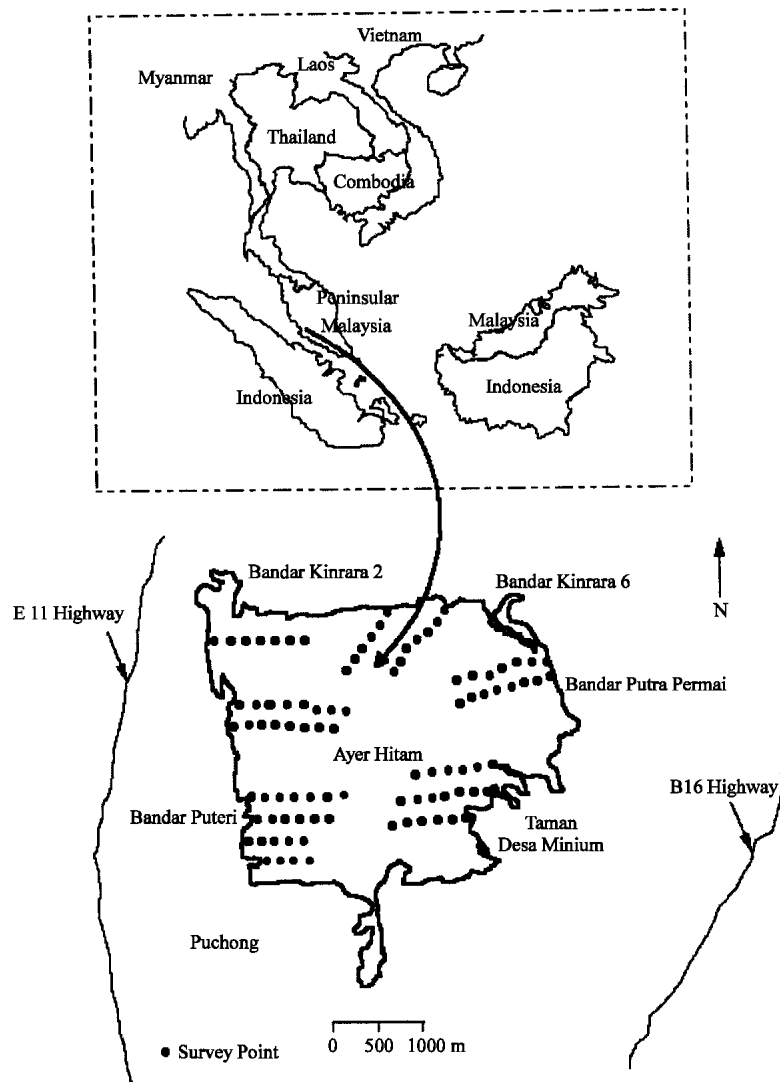 Vietnam
Laos
Myanmar
Thailand
Combodia
Peninsular
Malaysia
Malaysia
Indonesia
Indonesia
Bandar Kinrara 2
Bandar Kinrara 6
N
E 11 Highway
Bandar Putra Permai
Ayer Hitam
B16 Highway
Bandar Puteri
Taman
Desa Minium
Puchong
0 500 1000 m
Survey Point